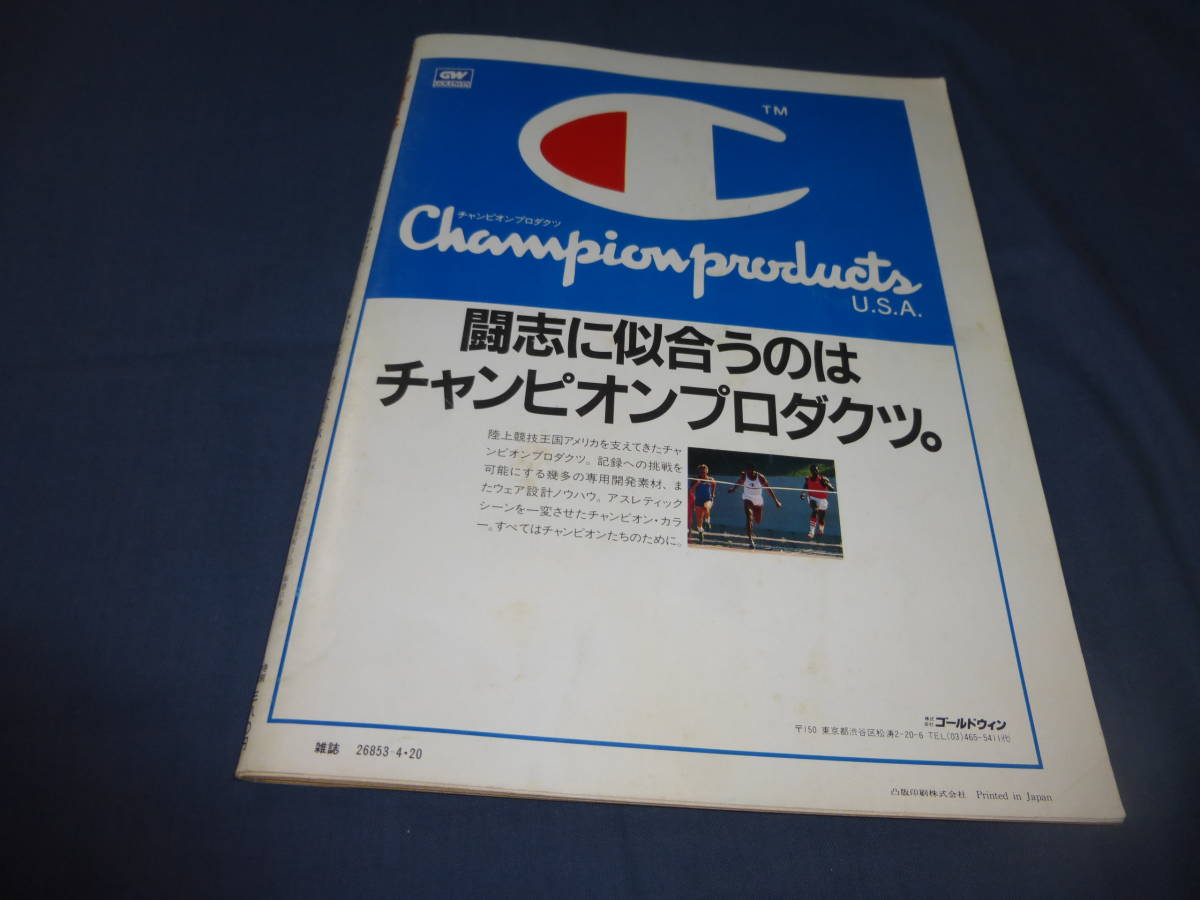 GW
GOLDWIN
TM
チャンピオンプロダクツ
Championproducts
U.S.A.
闘志に似合うのは
チャンピオンプロダクツ。
陸上競技王国アメリカを支えてきたチャ
ンピオンプロダクツ。記録への挑戦を
可能にする幾多の専用開発素材、ま
たウェア設計ノウハウ。アスレティック
シーンを一変させたチャンピオン・カラ
ー。すべてはチャンピオンたちのために。
株式会社 ゴールドウィン
〒150 東京都渋谷区松濤2-20-6 TEL(03)465-5411(代)
雑誌 26853-4・20
凸版印刷株式会社 Printed in Japan